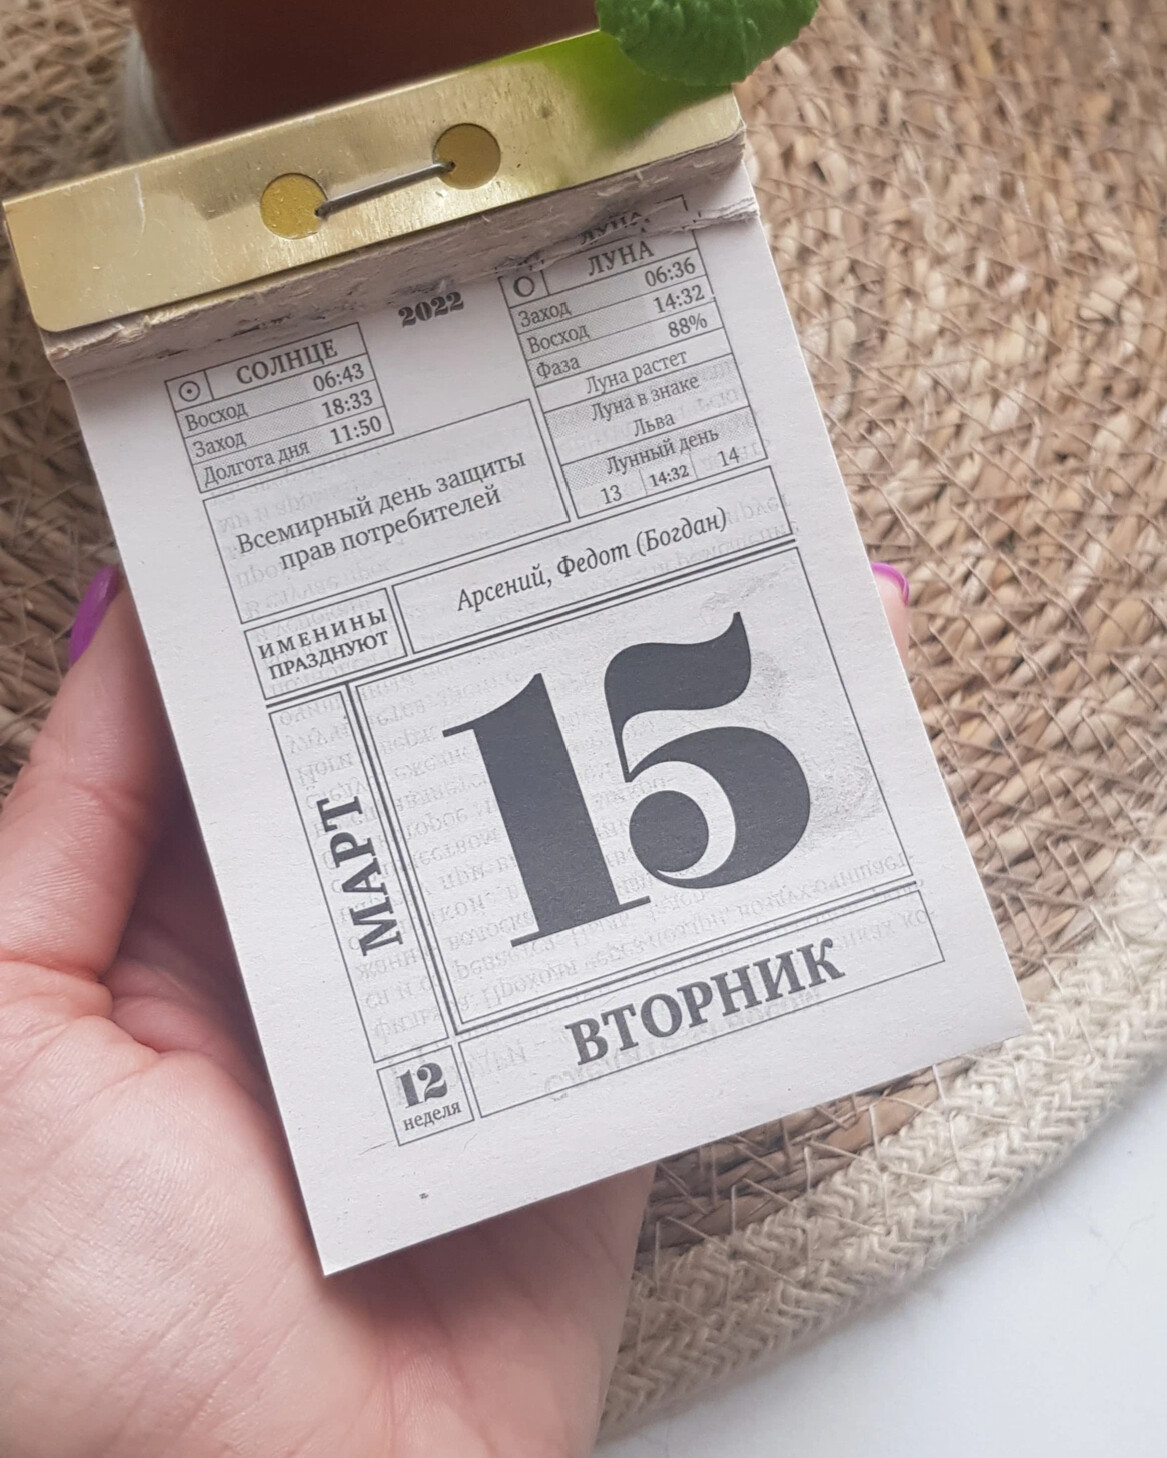 2022
СОЛНЦЕ
Восход 06:43
Заход 18:33
Долгота дня 11:50
ЛУНА
ЛУНА
Заход 06:36
Восход 14:32
Фаза 88%
Луна растет
Луна в знаке
Льва
Лунный день
13 14:32 14
Всемирный день защиты
прав потребителей
ИМЕНИНЫ
ПРАЗДНУЮТ
Арсений, Федот (Богдан)
МАРТ
15
12
неделя
ВТОРНИК